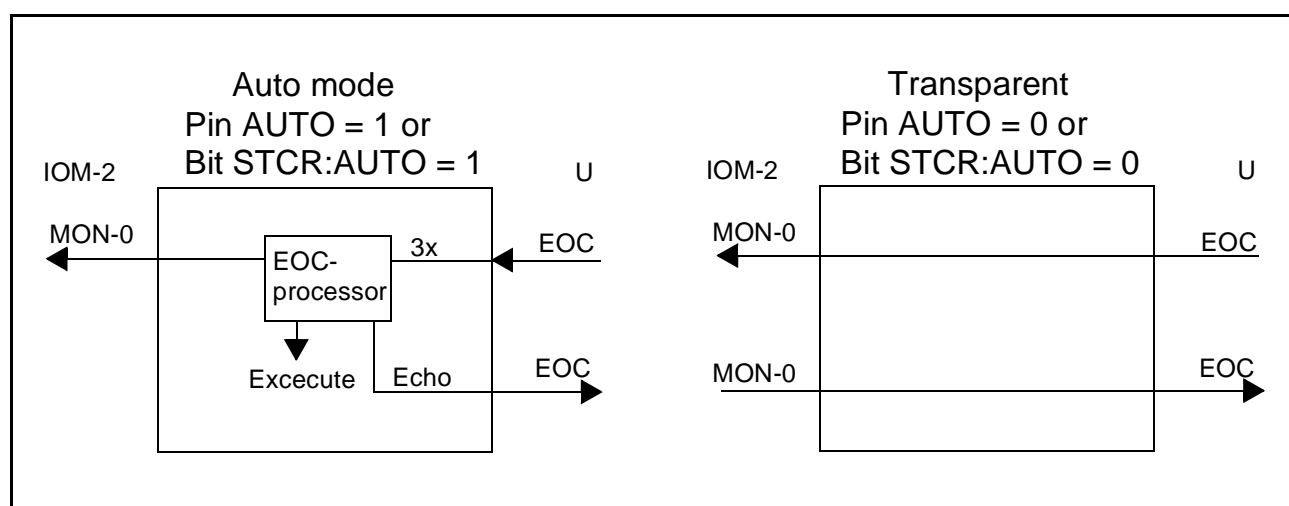 Auto mode
Pin AUTO = 1 or
Bit STCR:AUTO = 1
IOM-2
U
MON-0
3x
EOC
EOC-
processor
Excecute
Echo
EOC
Transparent
Pin AUTO = 0 or
Bit STCR:AUTO = 0
IOM-2
U
MON-0
EOC
MON-0
EOC